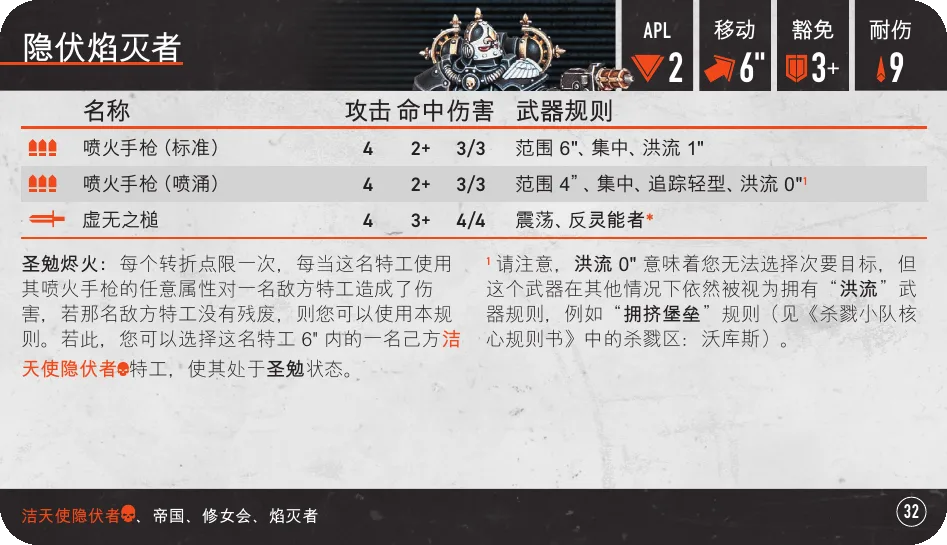 隐伏焰灭者
APL 移动 豁免 耐伤
2 6" 3+ 9
名称 攻击 命中 伤害 武器规则
喷火手枪（标准） 4 2+ 3/3 范围 6"、集中、洪流 1"
喷火手枪（喷涌） 4 2+ 3/3 范围 4”、集中、追踪轻型、洪流 0"¹
虚无之槌 4 3+ 4/4 震荡、反灵能者*
圣勉烬火：每个转折点限一次，每当这名特工使用
其喷火手枪的任意属性对一名敌方特工造成了伤
害，若那名敌方特工没有残废，则您可以使用本规
则。若此，您可以选择这名特工 6" 内的一名己方洁
天使隐伏者特工，使其处于圣勉状态。
¹ 请注意，洪流 0" 意味着您无法选择次要目标，但
这个武器在其他情况下依然被视为拥有“洪流”武
器规则，例如“拥挤堡垒”规则（见《杀戮小队核
心规则书》中的杀戮区：沃库斯）。
洁天使隐伏者、帝国、修女会、焰灭者
32